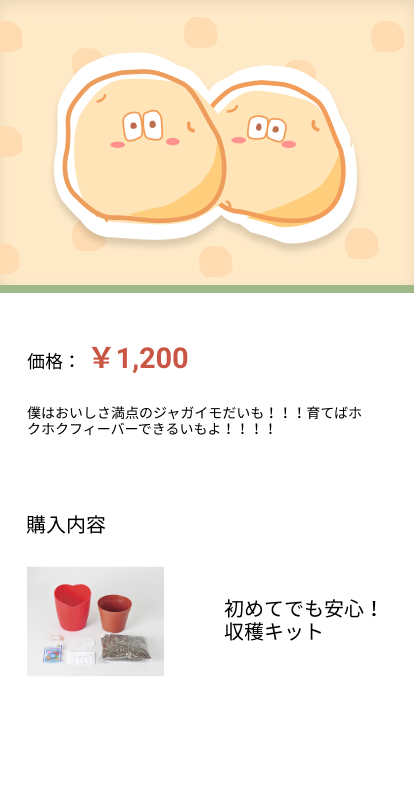 価格： ￥1,200
僕はおいしさ満点のジャガイモだいも！！！育てばホ
クホクフィーバーできるいもよ！！！！
購入内容
初めてでも安心！
収穫キット